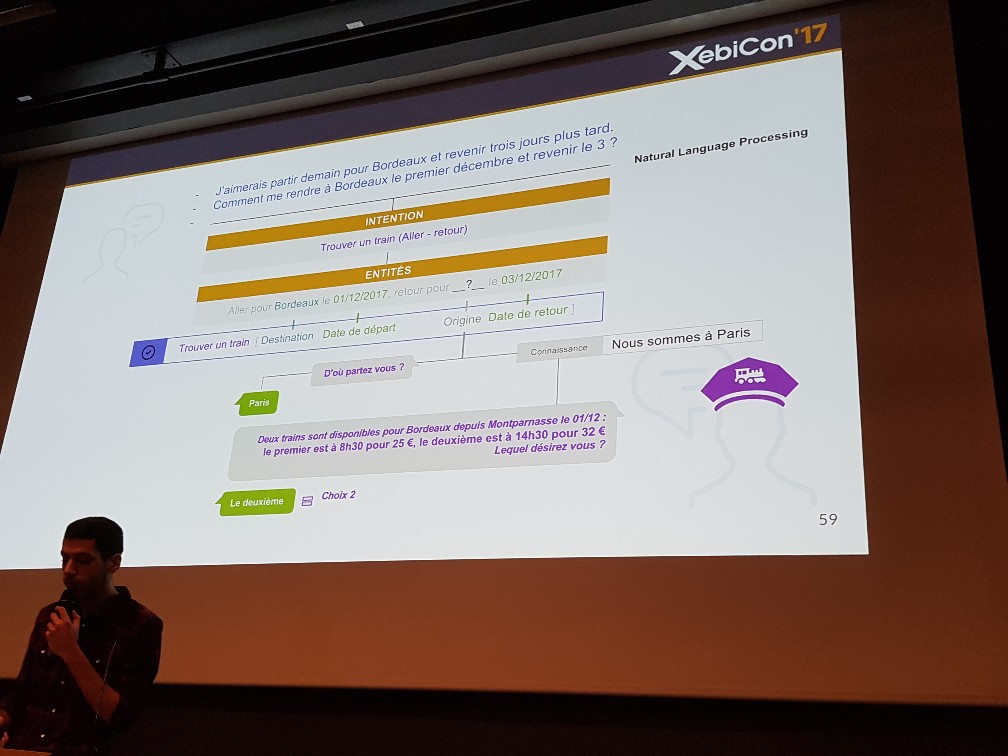 XebiCon'17
Natural Language Processing
- J'aimerais partir demain pour Bordeaux et revenir trois jours plus tard.
- Comment me rendre à Bordeaux le premier décembre et revenir le 3 ?
-
INTENTION
Trouver un train (Aller - retour)
ENTITÉS
Aller pour Bordeaux le 01/12/2017, retour pour __?__ le 03/12/2017
Trouver un train [ Destination Date de départ Origine Date de retour ]
D'où partez vous ?
Connaissance
Nous sommes à Paris
Paris
Deux trains sont disponibles pour Bordeaux depuis Montparnasse le 01/12 :
le premier est à 8h30 pour 25 €, le deuxième est à 14h30 pour 32 €
Lequel désirez vous ?
Le deuxième
Choix 2
59